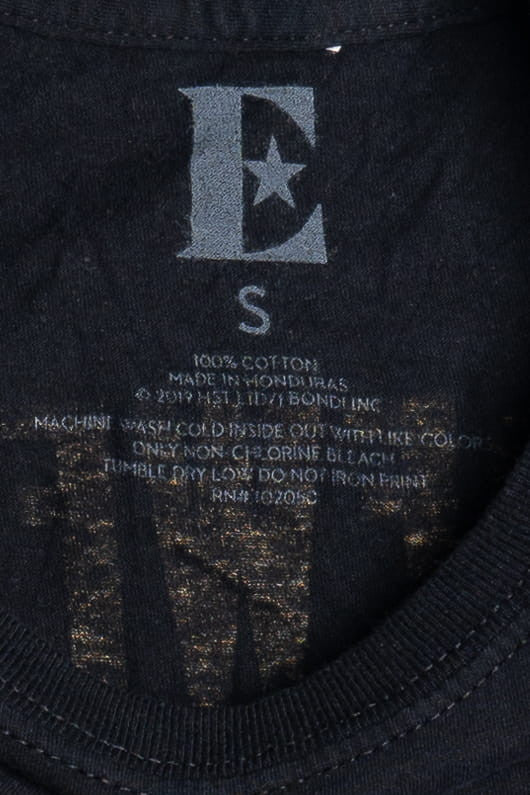 E
S
100% COTTON
MADE IN HONDURAS
© 2019 HST LTD/J BONDI INC
MACHINE WASH COLD INSIDE OUT WITH LIKE COLORS
ONLY NON-CHLORINE BLEACH
TUMBLE DRY LOW DO NOT IRON PRINT
RN#